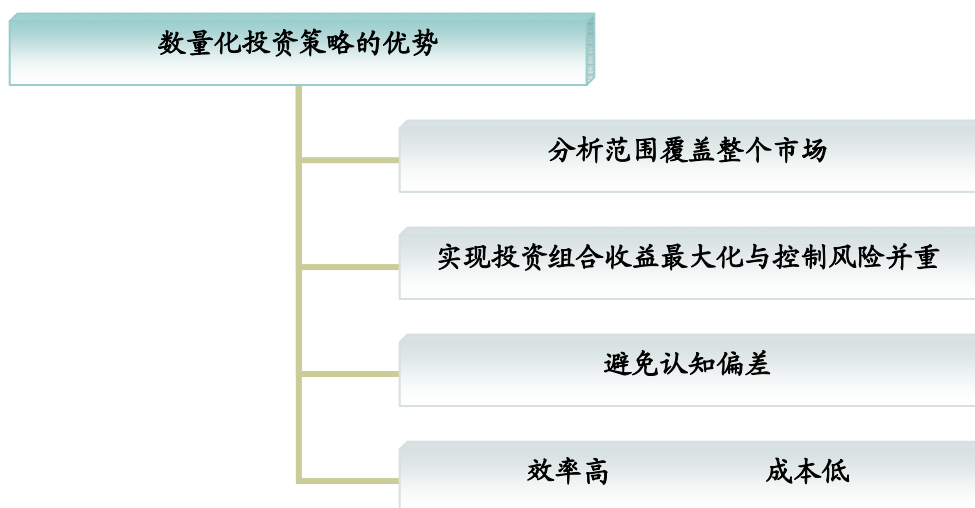 数量化投资策略的优势
分析范围覆盖整个市场
实现投资组合收益最大化与控制风险并重
避免认知偏差
效率高 成本低